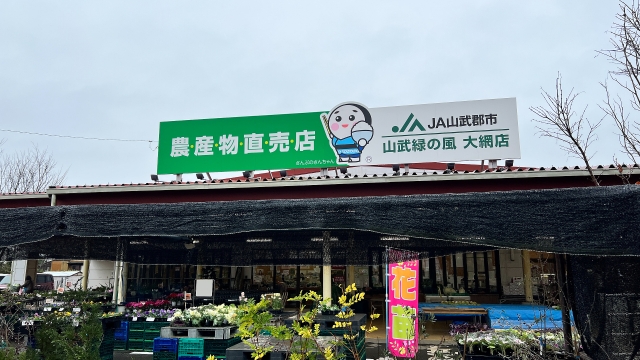 農・産・物・直・売・店
JA山武郡市
山武緑の風 大網店
花苗